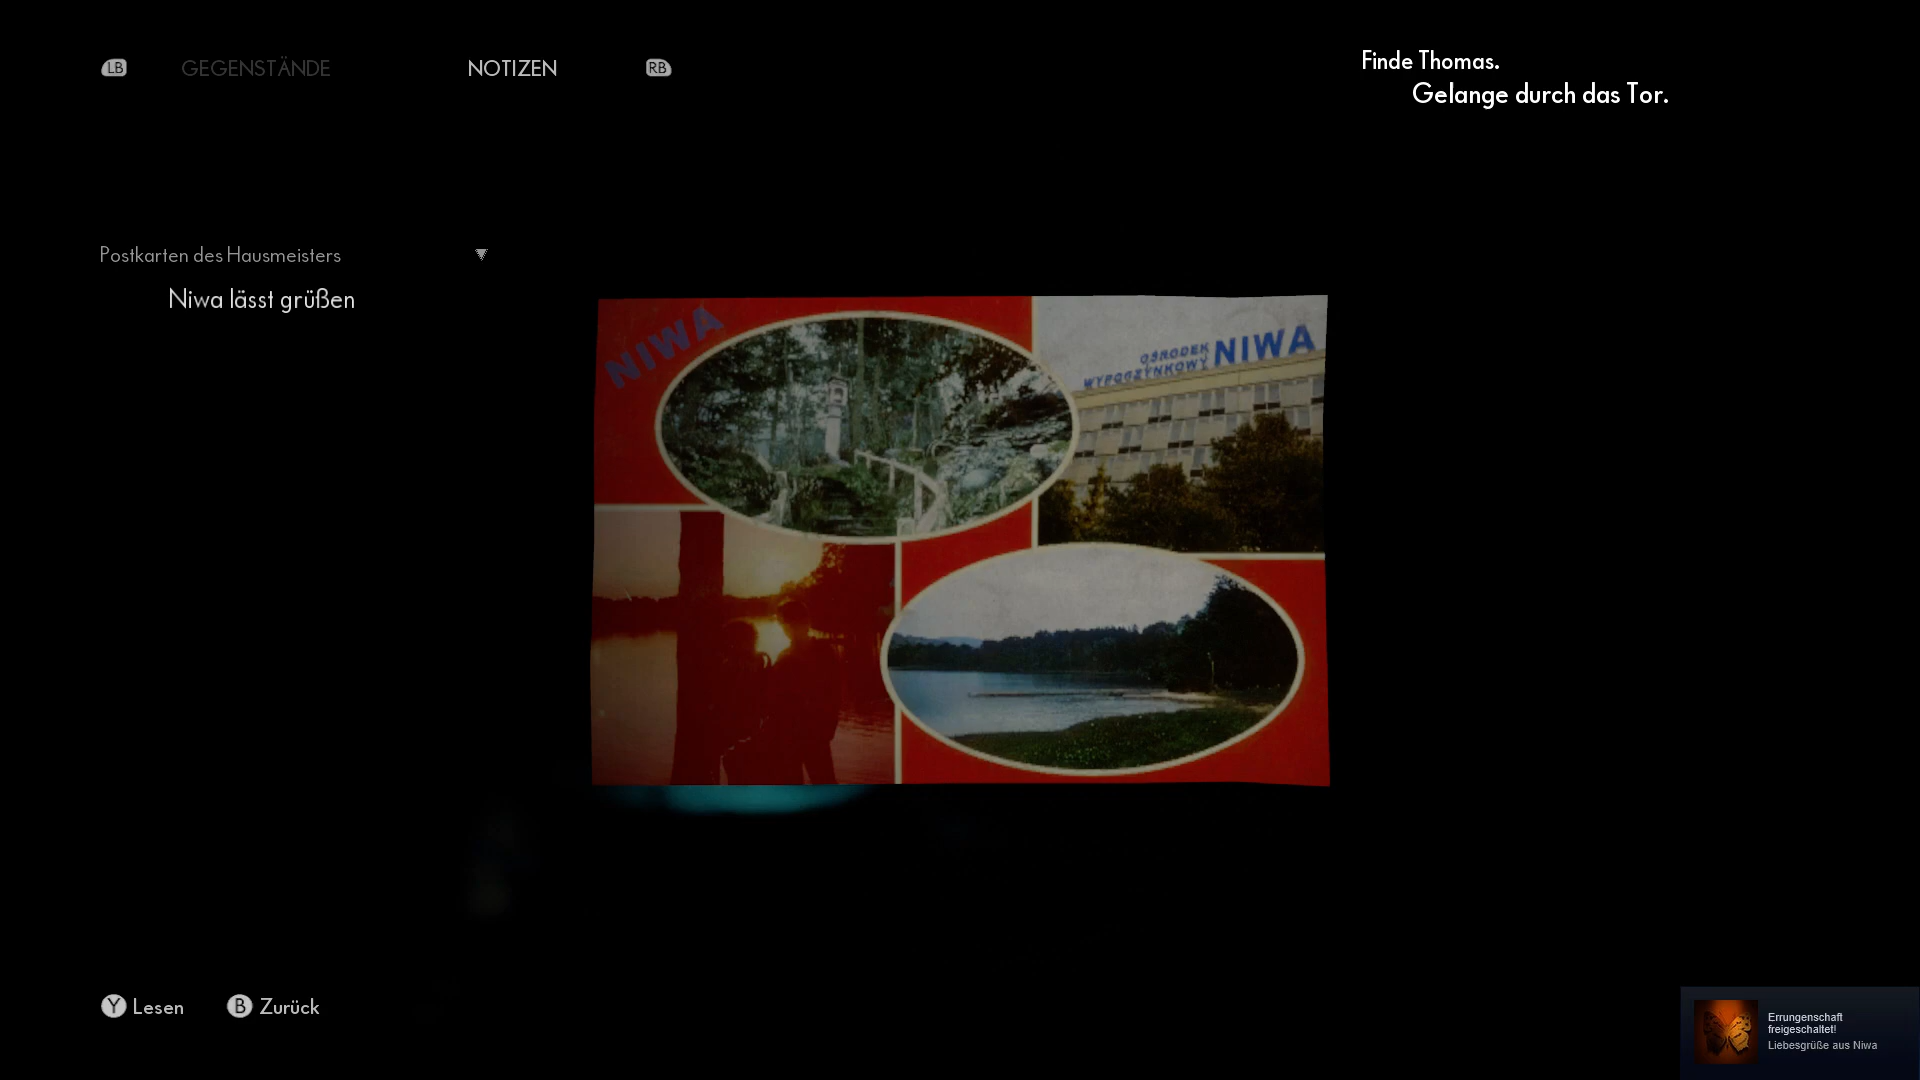 LB GEGENSTÄNDE NOTIZEN RB
Finde Thomas.
Gelange durch das Tor.
Postkarten des Hausmeisters
Niwa lässt grüßen
NIWA
OŚRODEK
WYPOCZYNKOWY NIWA
Y Lesen B Zurück
Errungenschaft
freigeschaltet!
Liebesgrüße aus Niwa